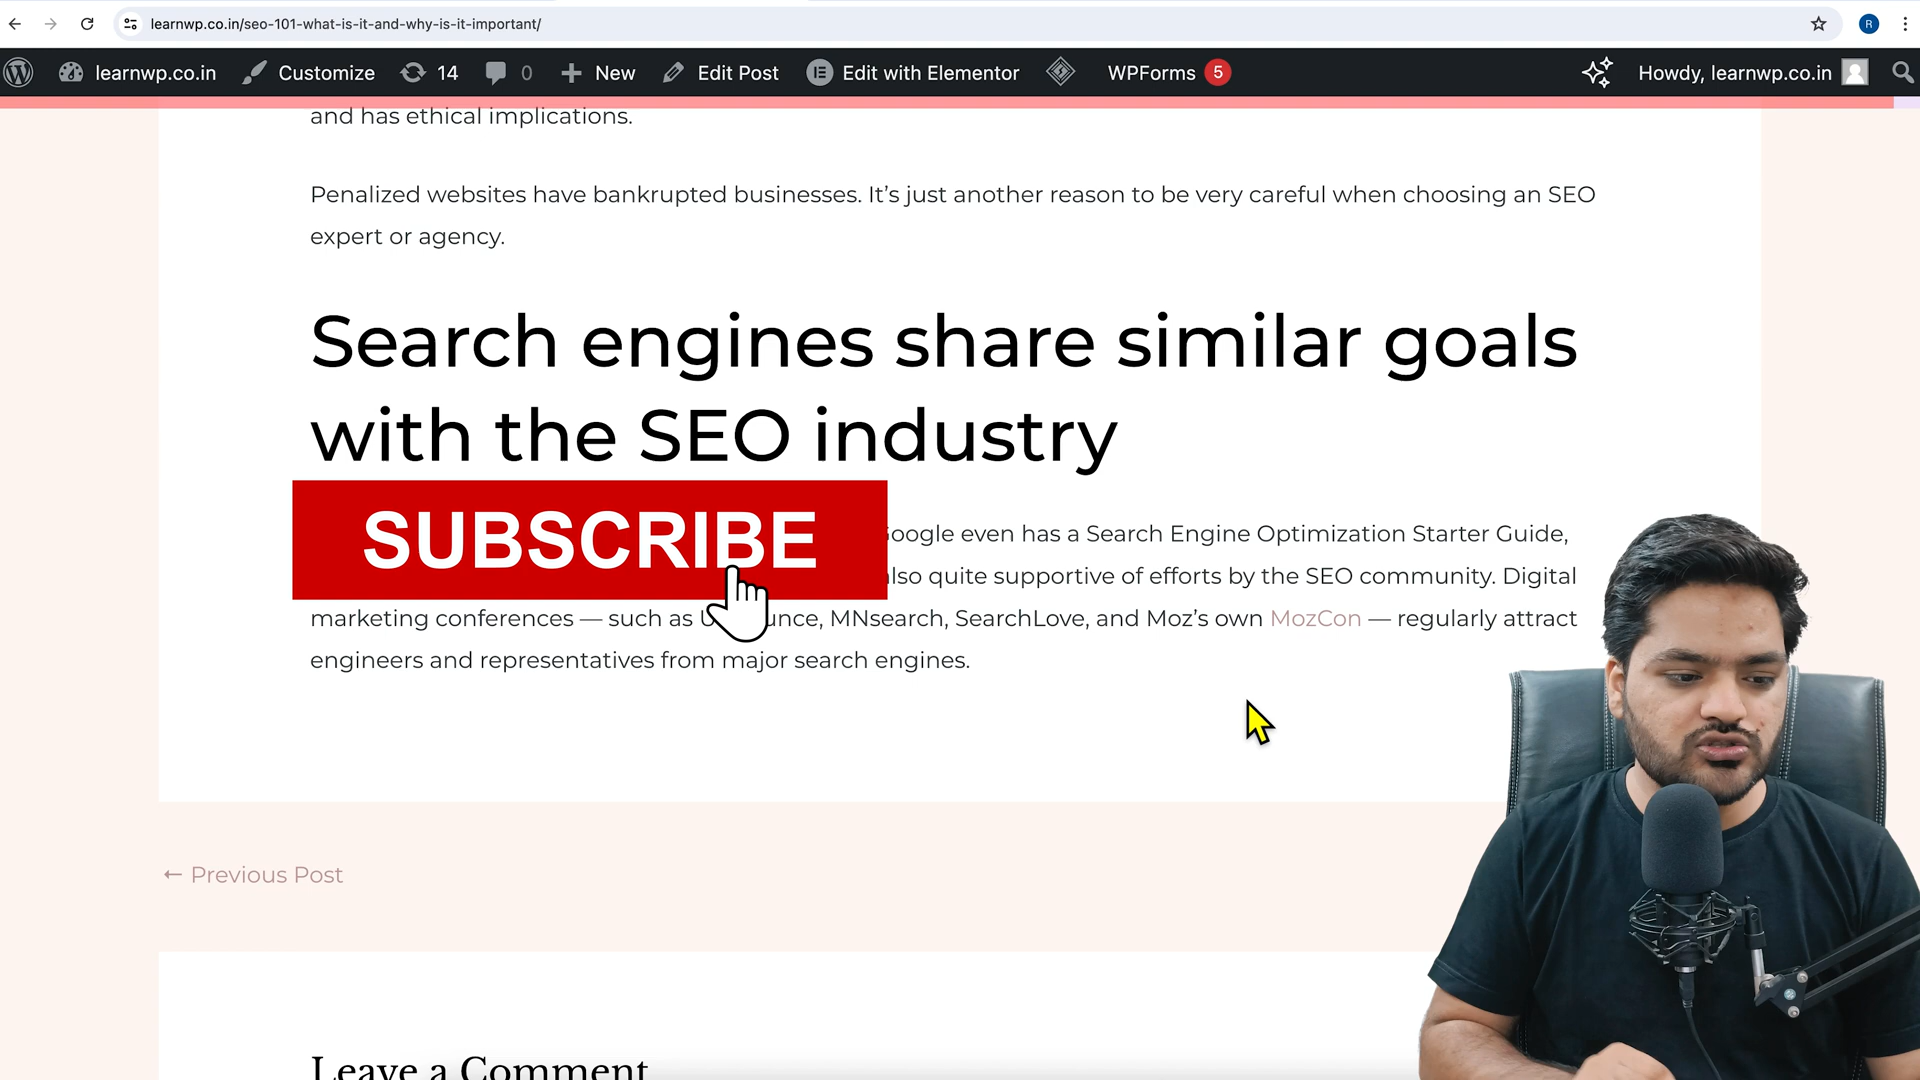 learnwp.co.in/seo-101-what-is-it-and-why-is-it-important/
R
learnwp.co.in Customize 14 0 New Edit Post Edit with Elementor WPForms 5 Howdy, learnwp.co.in
and has ethical implications.
Penalized websites have bankrupted businesses. It’s just another reason to be very careful when choosing an SEO
expert or agency.
Search engines share similar goals
with the SEO industry
SUBSCRIBE
Google even has a Search Engine Optimization Starter Guide,
also quite supportive of efforts by the SEO community. Digital
marketing conferences — such as MNsearch, SearchLove, and Moz’s own MozCon — regularly attract
engineers and representatives from major search engines.
← Previous Post
Leave a Comment